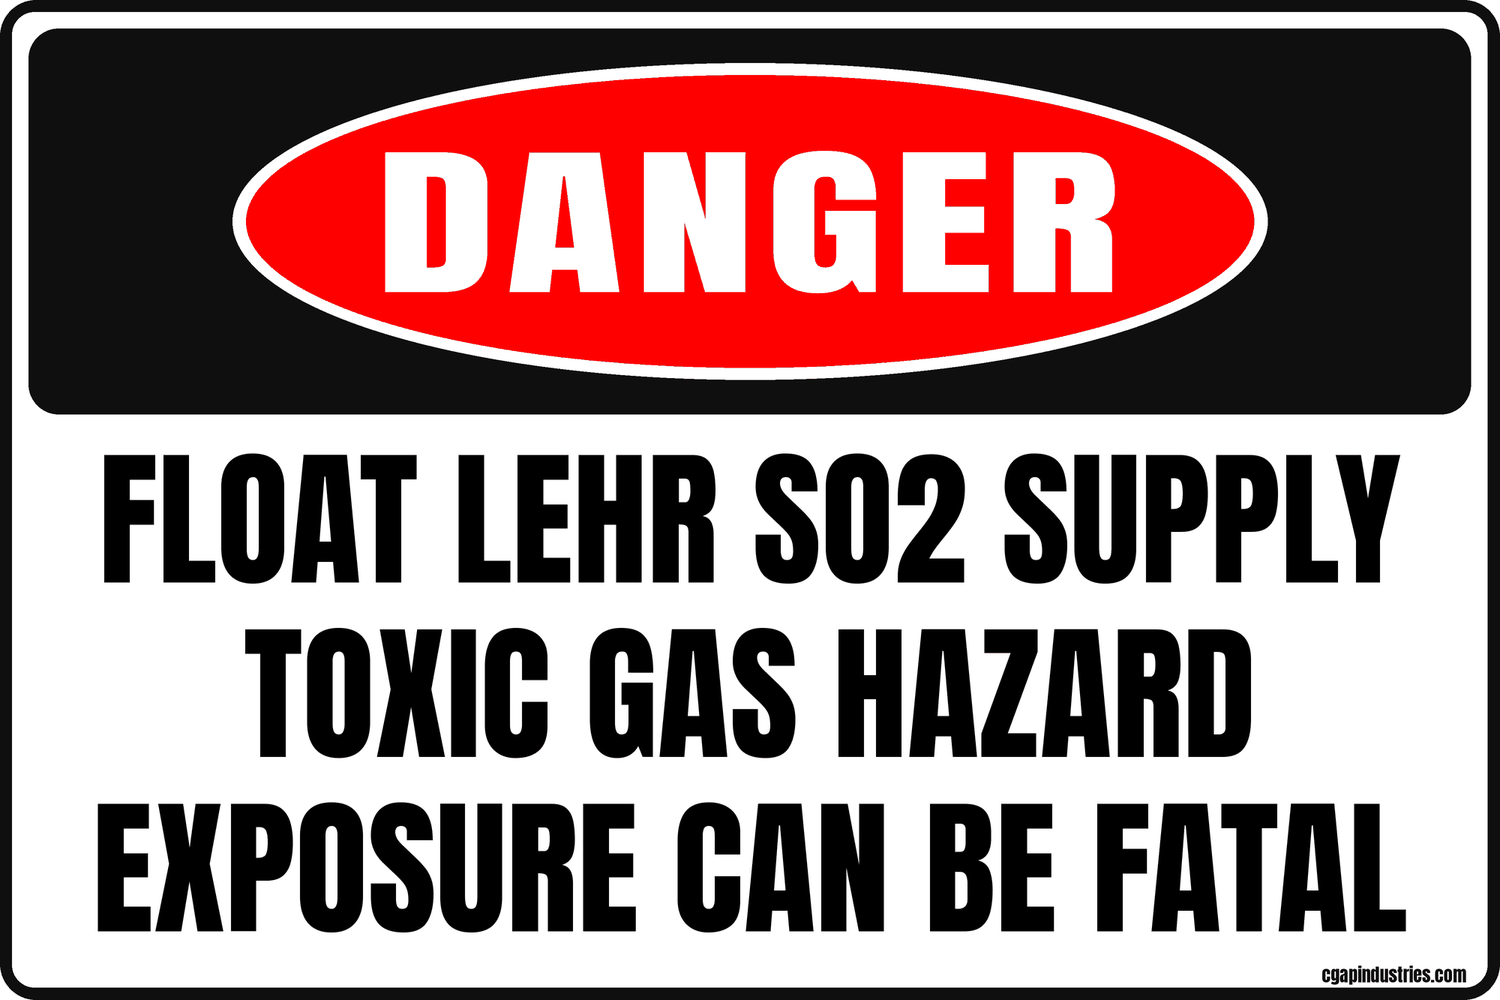 DANGER
FLOAT LEHR SO2 SUPPLY
TOXIC GAS HAZARD
EXPOSURE CAN BE FATAL
cgapindustries.com